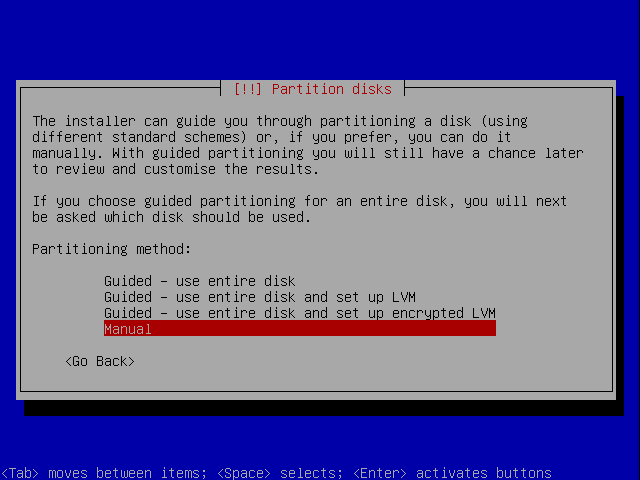 [!!] Partition disks
The installer can guide you through partitioning a disk (using
different standard schemes) or, if you prefer, you can do it
manually. With guided partitioning you will still have a chance later
to review and customise the results.
If you choose guided partitioning for an entire disk, you will next
be asked which disk should be used.
Partitioning method:
Guided - use entire disk
Guided - use entire disk and set up LVM
Guided - use entire disk and set up encrypted LVM
Manual
<Go Back>
<Tab> moves between items; <Space> selects; <Enter> activates buttons